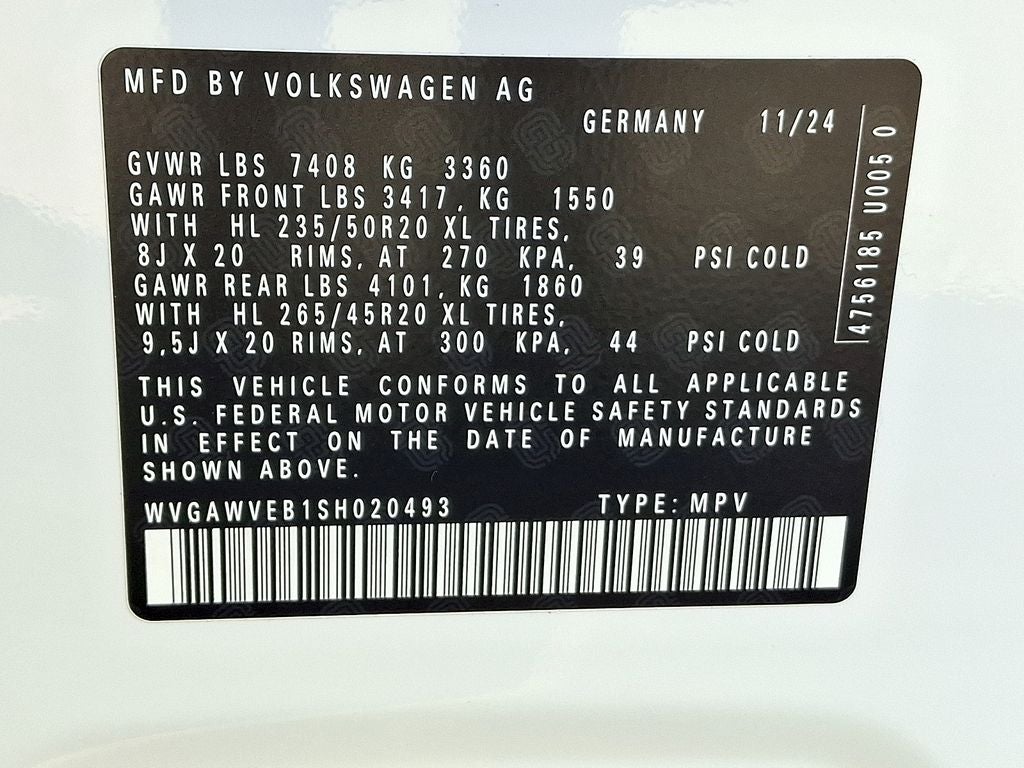 MFD BY VOLKSWAGEN AG
GERMANY 11/24
GVWR LBS 7408 KG 3360
GAWR FRONT LBS 3417, KG 1550
WITH HL 235/50R20 XL TIRES,
8J X 20 RIMS, AT 270 KPA, 39 PSI COLD
GAWR REAR LBS 4101, KG 1860
WITH HL 265/45R20 XL TIRES,
9,5J X 20 RIMS, AT 300 KPA, 44 PSI COLD
THIS VEHICLE CONFORMS TO ALL APPLICABLE
U.S. FEDERAL MOTOR VEHICLE SAFETY STANDARDS
IN EFFECT ON THE DATE OF MANUFACTURE
SHOWN ABOVE.
WVGAWVEB1SH020493 TYPE: MPV
4756185 U005 0